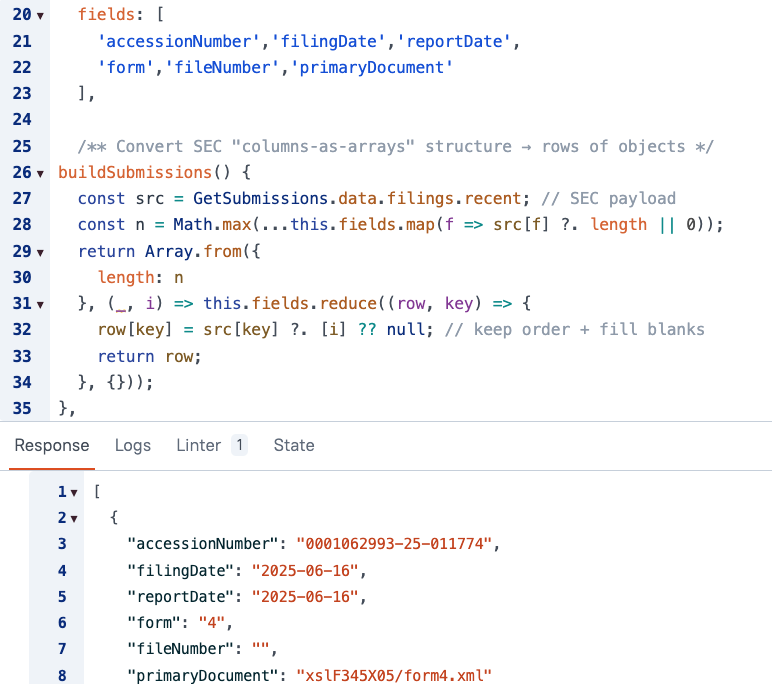 20 fields: [
21 'accessionNumber','filingDate','reportDate',
22 'form','fileNumber','primaryDocument'
23 ],
24
25 /** Convert SEC "columns-as-arrays" structure → rows of objects */
26 buildSubmissions() {
27 const src = GetSubmissions.data.filings.recent; // SEC payload
28 const n = Math.max(...this.fields.map(f => src[f] ?. length || 0));
29 return Array.from({
30 length: n
31 }, (_, i) => this.fields.reduce((row, key) => {
32 row[key] = src[key] ?. [i] ?? null; // keep order + fill blanks
33 return row;
34 }, {}));
35 },
Response Logs Linter 1 State
1 [
2 {
3 "accessionNumber": "0001062993-25-011774",
4 "filingDate": "2025-06-16",
5 "reportDate": "2025-06-16",
6 "form": "4",
7 "fileNumber": "",
8 "primaryDocument": "xslF345X05/form4.xml"